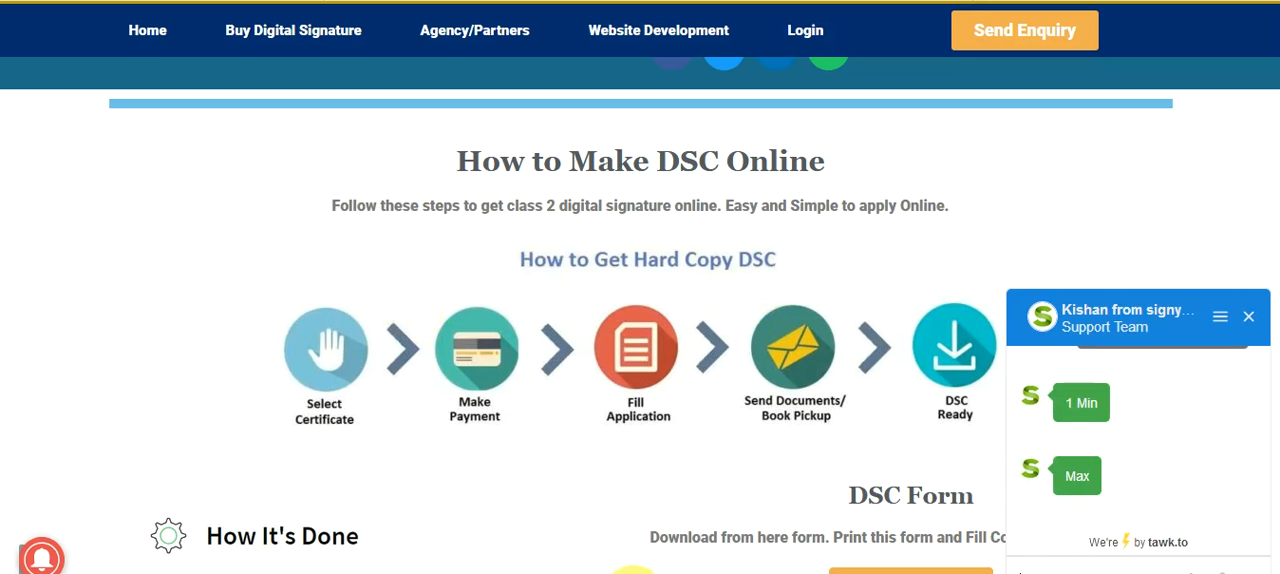 Home Buy Digital Signature Agency/Partners Website Development Login Send Enquiry
How to Make DSC Online
Follow these steps to get class 2 digital signature online. Easy and Simple to apply Online.
How to Get Hard Copy DSC
Select
Certificate
Make
Payment
Fill
Application
Send Documents/
Book Pickup
DSC
Ready
How It's Done
DSC Form
Download from here form. Print this form and Fill
Kishan from signy...
Support Team
1 Min
Max
We're by tawk.to